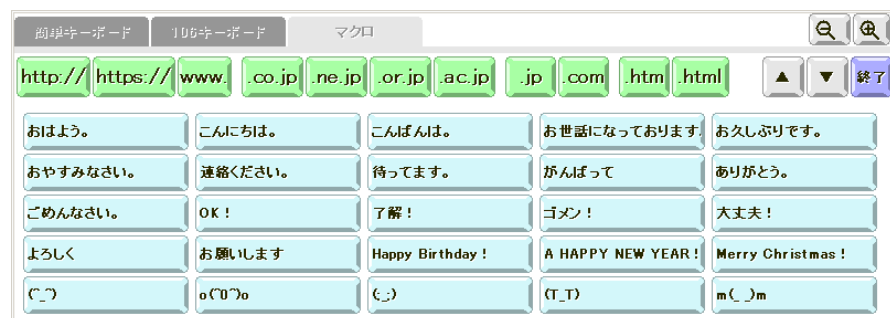 簡単キーボード 106キーボード マクロ
http:// https:// www. .co.jp .ne.jp .or.jp .ac.jp .jp .com .htm .html ▲ ▼ 終了
おはよう。 こんにちは。 こんばんは。 お世話になっております。 お久しぶりです。
おやすみなさい。 連絡ください。 待ってます。 がんばって ありがとう。
ごめんなさい。 OK! 了解! ゴメン! 大丈夫!
よろしく お願いします Happy Birthday! A HAPPY NEW YEAR! Merry Christmas!
(^_^) o(^0^)o (;_;) (T_T) m(_ _)m